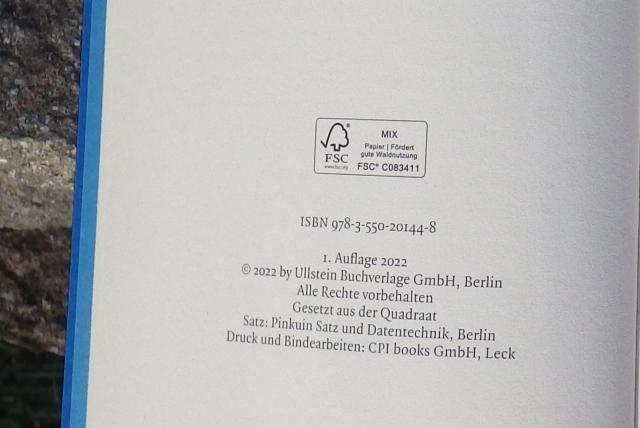 MIX
Papier | Fördert
gute Waldnutzung
FSC® C083411
FSC®
www.fsc.org
ISBN 978-3-550-20144-8
1. Auflage 2022
© 2022 by Ullstein Buchverlage GmbH, Berlin
Alle Rechte vorbehalten
Gesetzt aus der Quadraat
Satz: Pinkuin Satz und Datentechnik, Berlin
Druck und Bindearbeiten: CPI books GmbH, Leck